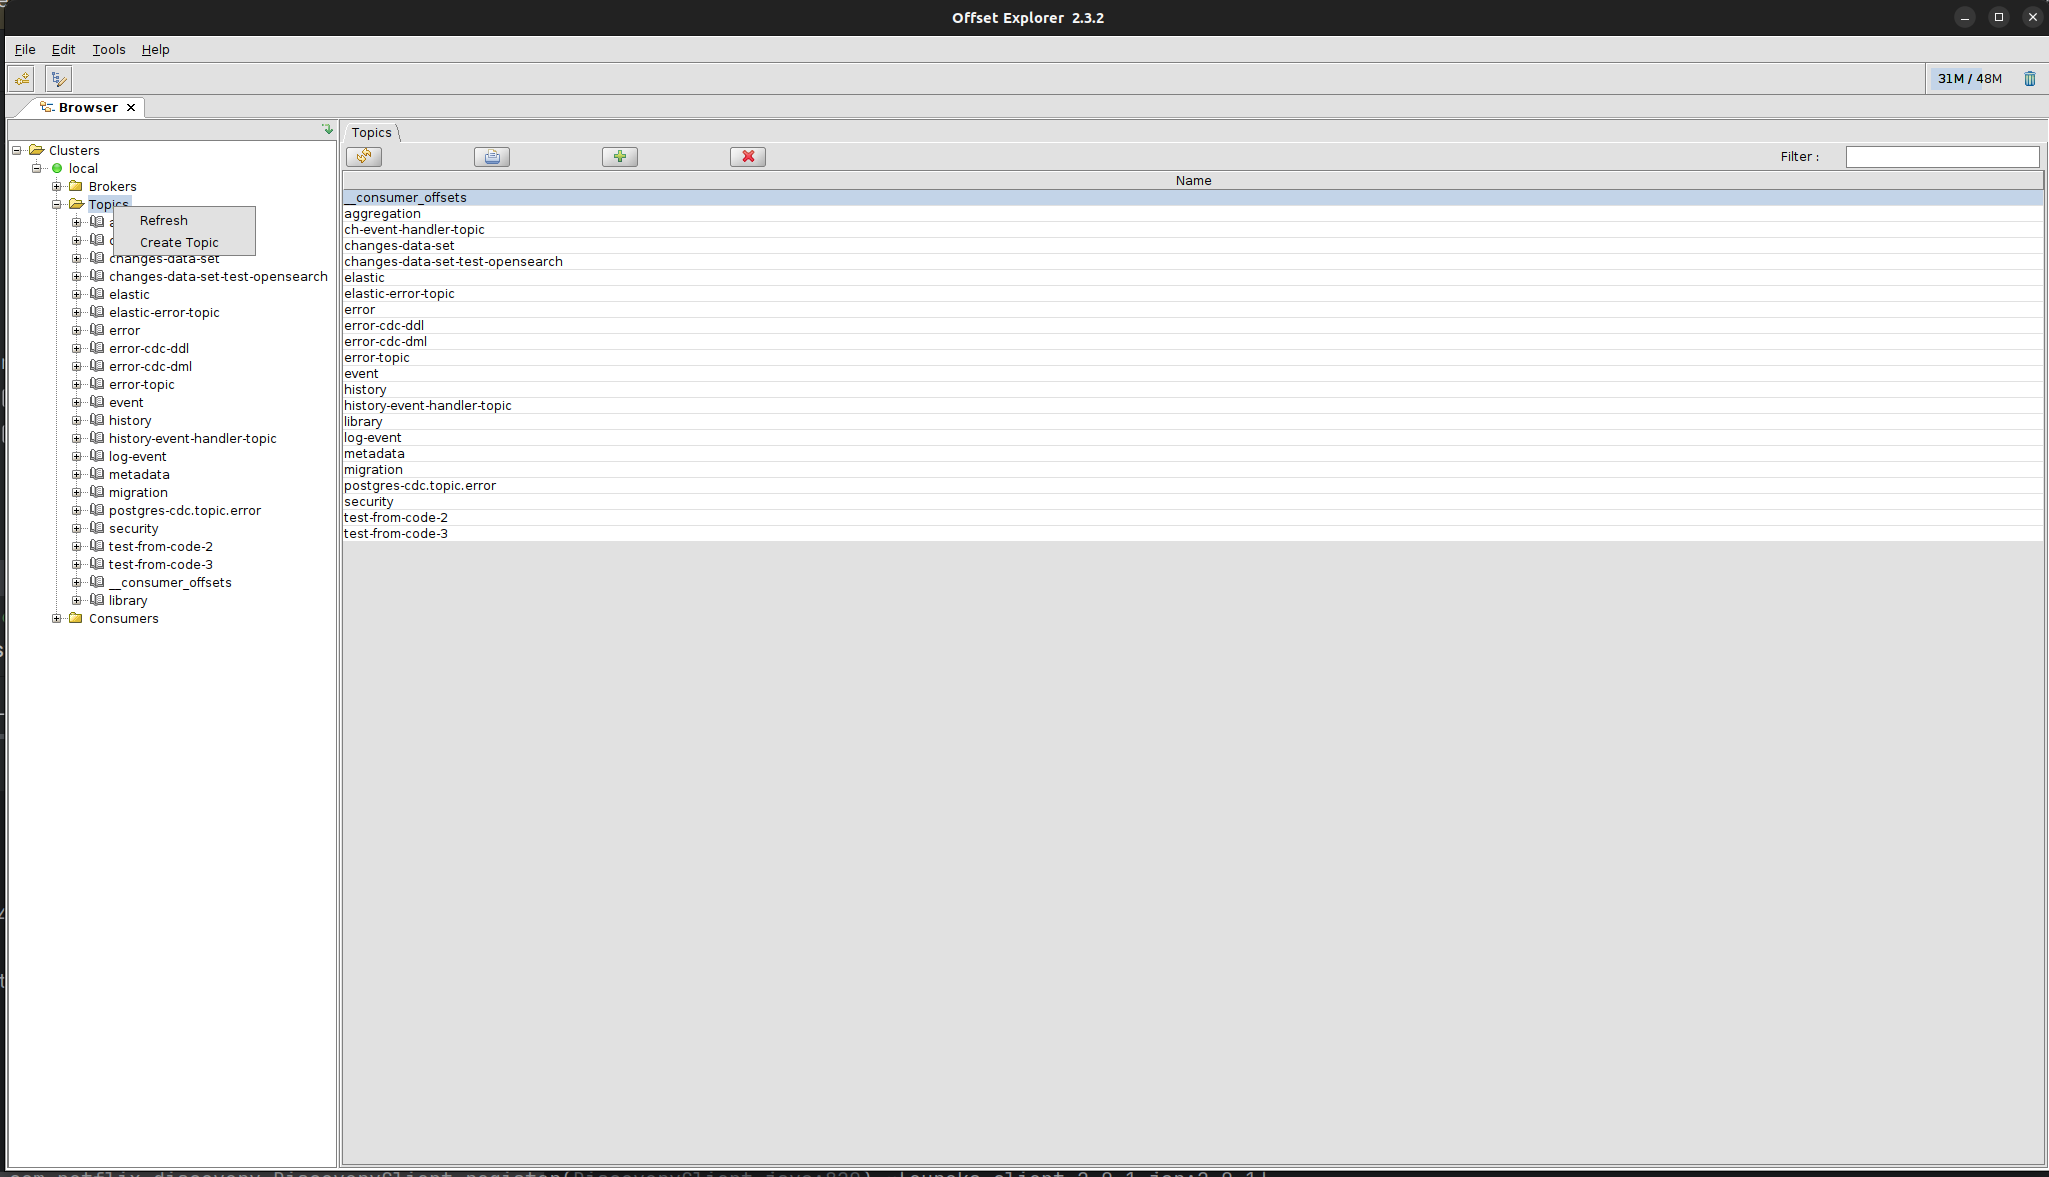 Offset Explorer 2.3.2
File Edit Tools Help
31M / 48M
Browser
Topics
Filter :
Name
Clusters
local
Brokers
Topics
Refresh
Create Topic
changes-data-set
changes-data-set-test-opensearch
elastic
elastic-error-topic
error
error-cdc-ddl
error-cdc-dml
error-topic
event
history
history-event-handler-topic
log-event
metadata
migration
postgres-cdc.topic.error
security
test-from-code-2
test-from-code-3
__consumer_offsets
library
Consumers
__consumer_offsets
aggregation
ch-event-handler-topic
changes-data-set
changes-data-set-test-opensearch
elastic
elastic-error-topic
error
error-cdc-ddl
error-cdc-dml
error-topic
event
history
history-event-handler-topic
library
log-event
metadata
migration
postgres-cdc.topic.error
security
test-from-code-2
test-from-code-3